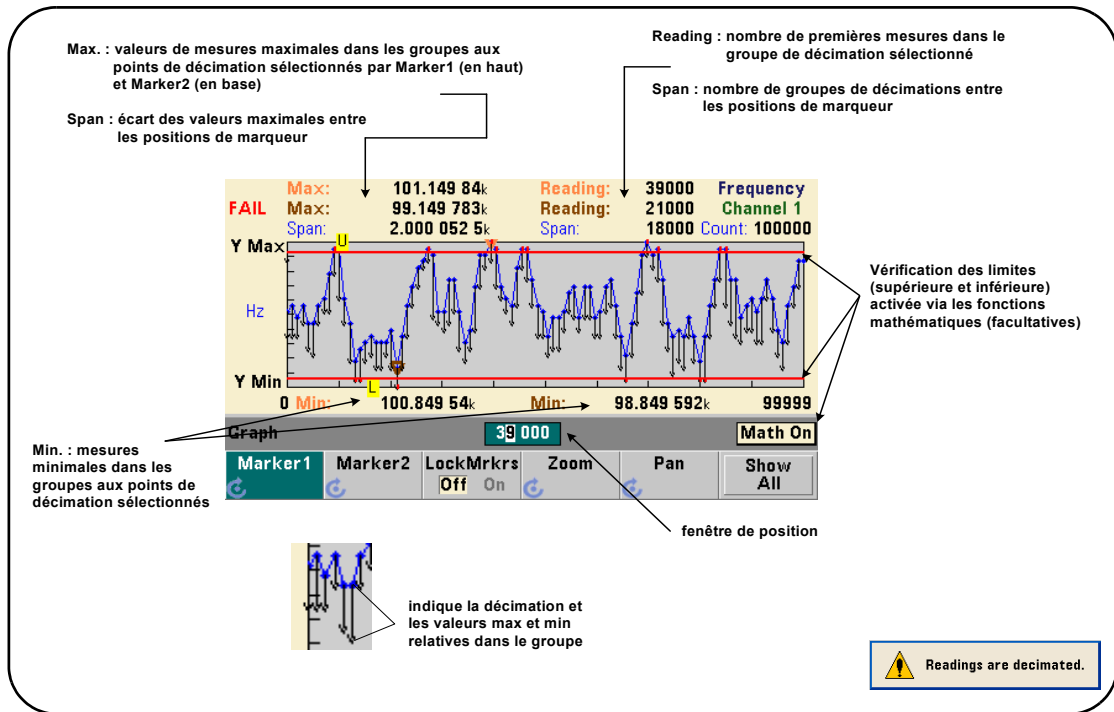 Max. : valeurs de mesures maximales dans les groupes aux
points de décimation sélectionnés par Marker1 (en haut)
et Marker2 (en base)
Span : écart des valeurs maximales entre
les positions de marqueur
Reading : nombre de premières mesures dans le
groupe de décimation sélectionné
Span : nombre de groupes de décimations entre
les positions de marqueur
Max: 101.149 84k Reading: 39000 Frequency
FAIL Max: 99.149 783k Reading: 21000 Channel 1
Span: 2.000 052 5k Span: 18000 Count: 100000
Y Max
U
Hz
Y Min
L
0 Min: 100.849 54k Min: 98.849 592k 99999
Graph 39 000 Math On
Marker1 Marker2 LockMrkrs Zoom Pan Show
Off On All
Vérification des limites
(supérieure et inférieure)
activée via les fonctions
mathématiques (facultatives)
Min. : mesures
minimales dans les
groupes aux points de
décimation sélectionnés
fenêtre de position
indique la décimation et
les valeurs max et min
relatives dans le groupe
Readings are decimated.